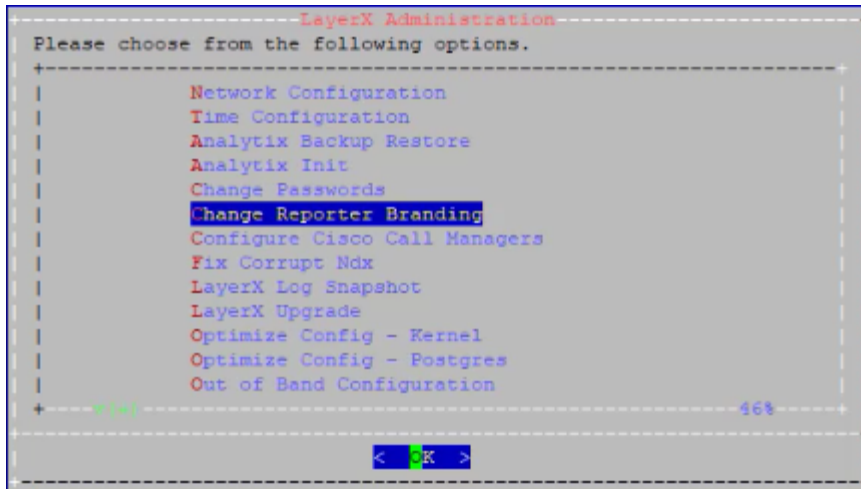 LayerX Administration
Please choose from the following options.
Network Configuration
Time Configuration
Analytix Backup Restore
Analytix Init
Change Passwords
Change Reporter Branding
Configure Cisco Call Managers
Fix Corrupt Ndx
LayerX Log Snapshot
LayerX Upgrade
Optimize Config - Kernel
Optimize Config - Postgres
Out of Band Configuration
46%
< OK >